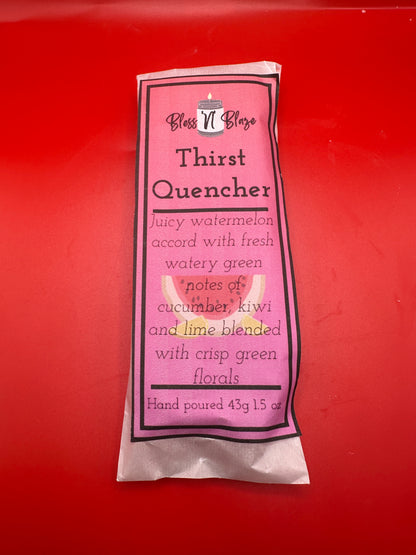 Bless 'N' Blaze
Thirst
Quencher
Juicy watermelon
accord with fresh
watery green
notes of
cucumber, kiwi
and lime blended
with crisp green
florals
Hand poured 43g 1.5 oz